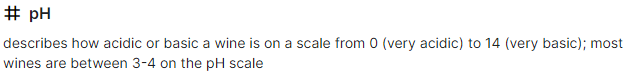 # pH
describes how acidic or basic a wine is on a scale from 0 (very acidic) to 14 (very basic); most
wines are between 3-4 on the pH scale